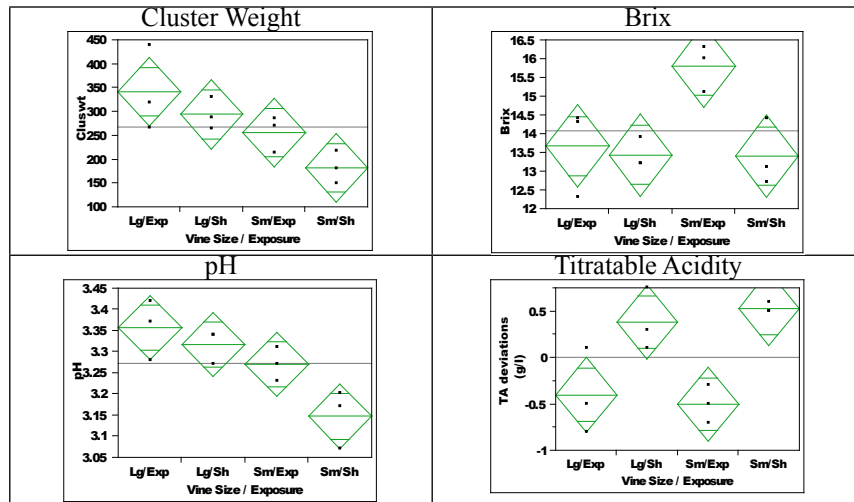 Cluster Weight
450
400
350
300
250
200
150
100
Cluswt
Lg/Exp Lg/Sh Sm/Exp Sm/Sh
Vine Size / Exposure
Brix
16.5
16
15.5
15
14.5
14
13.5
13
12.5
12
Brix
Lg/Exp Lg/Sh Sm/Exp Sm/Sh
Vine Size / Exposure
pH
3.45
3.4
3.35
3.3
3.25
3.2
3.15
3.1
3.05
pH
Lg/Exp Lg/Sh Sm/Exp Sm/Sh
Vine Size / Exposure
Titratable Acidity
0.5
0
-0.5
-1
TA deviations
(g/l)
Lg/Exp Lg/Sh Sm/Exp Sm/Sh
Vine Size / Exposure